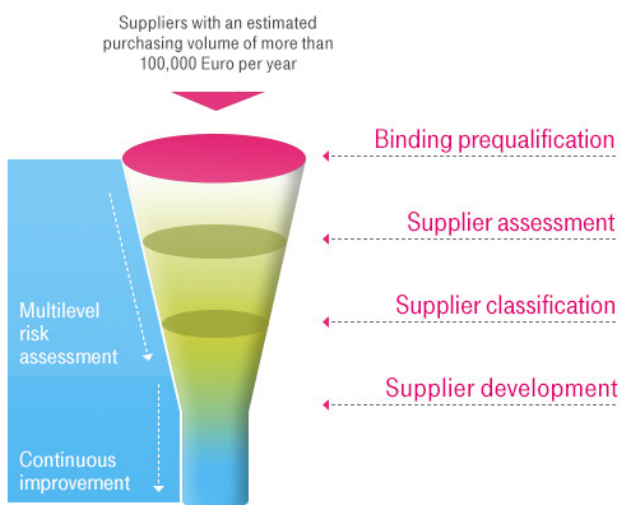 Suppliers with an estimated
purchasing volume of more than
100,000 Euro per year
Binding prequalification
Supplier assessment
Supplier classification
Supplier development
Multilevel
risk
assessment
Continuous
improvement